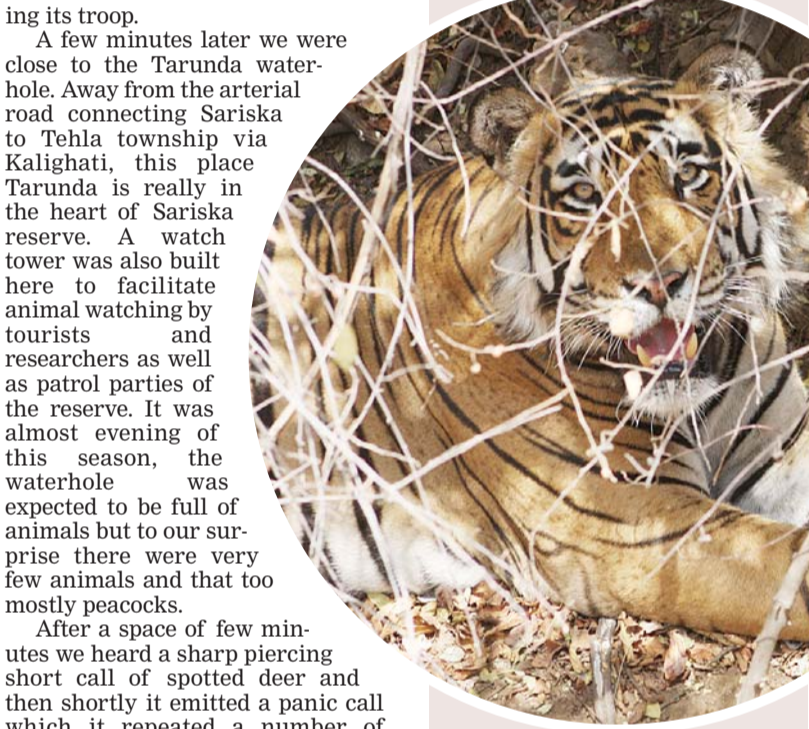 ing its troop.
A few minutes later we were
close to the Tarunda water-
hole. Away from the arterial
road connecting Sariska
to Tehla township via
Kalighati, this place
Tarunda is really in
the heart of Sariska
reserve. A watch
tower was also built
here to facilitate
animal watching by
tourists and
researchers as well
as patrol parties of
the reserve. It was
almost evening of
this season, the
waterhole was
expected to be full of
animals but to our sur-
prise there were very
few animals and that too
mostly peacocks.
After a space of few min-
utes we heard a sharp piercing
short call of spotted deer and
then shortly it emitted a panic call
which it repeated a number of